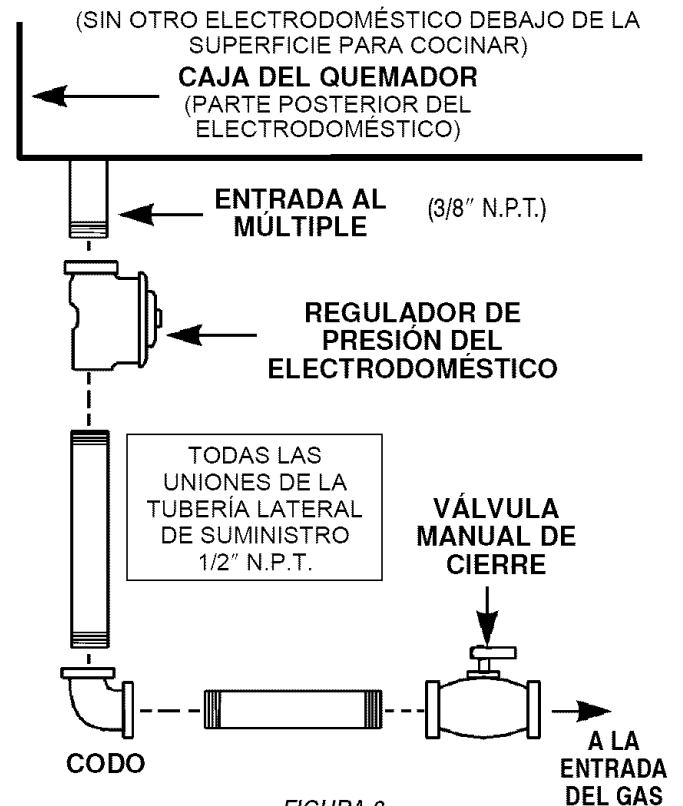 (SIN OTRO ELECTRODOMÉSTICO DEBAJO DE LA
SUPERFICIE PARA COCINAR)
CAJA DEL QUEMADOR
(PARTE POSTERIOR DEL
ELECTRODOMÉSTICO)
ENTRADA AL
MÚLTIPLE
(3/8" N.P.T.)
REGULADOR DE
PRESIÓN DEL
ELECTRODOMÉSTICO
TODAS LAS
UNIONES DE LA
TUBERÍA LATERAL
DE SUMINISTRO
1/2" N.P.T.
VÁLVULA
MANUAL DE
CIERRE
CODO
A LA
ENTRADA
DEL GAS
FIGURA